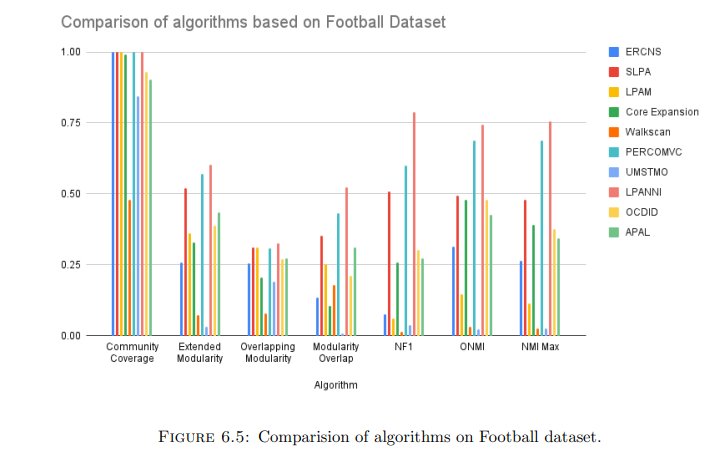 Comparison of algorithms based on Football Dataset
1.00
0.75
0.50
0.25
0.00
Community
Coverage
Extended
Modularity
Overlapping
Modularity
Modularity
Overlap
NF1
ONMI
NMI Max
Algorithm
ERCNS
SLPA
LPAM
Core Expansion
Walkscan
PERCOMVC
UMSTMO
LPANNI
OCDID
APAL
FIGURE 6.5: Comparision of algorithms on Football dataset.